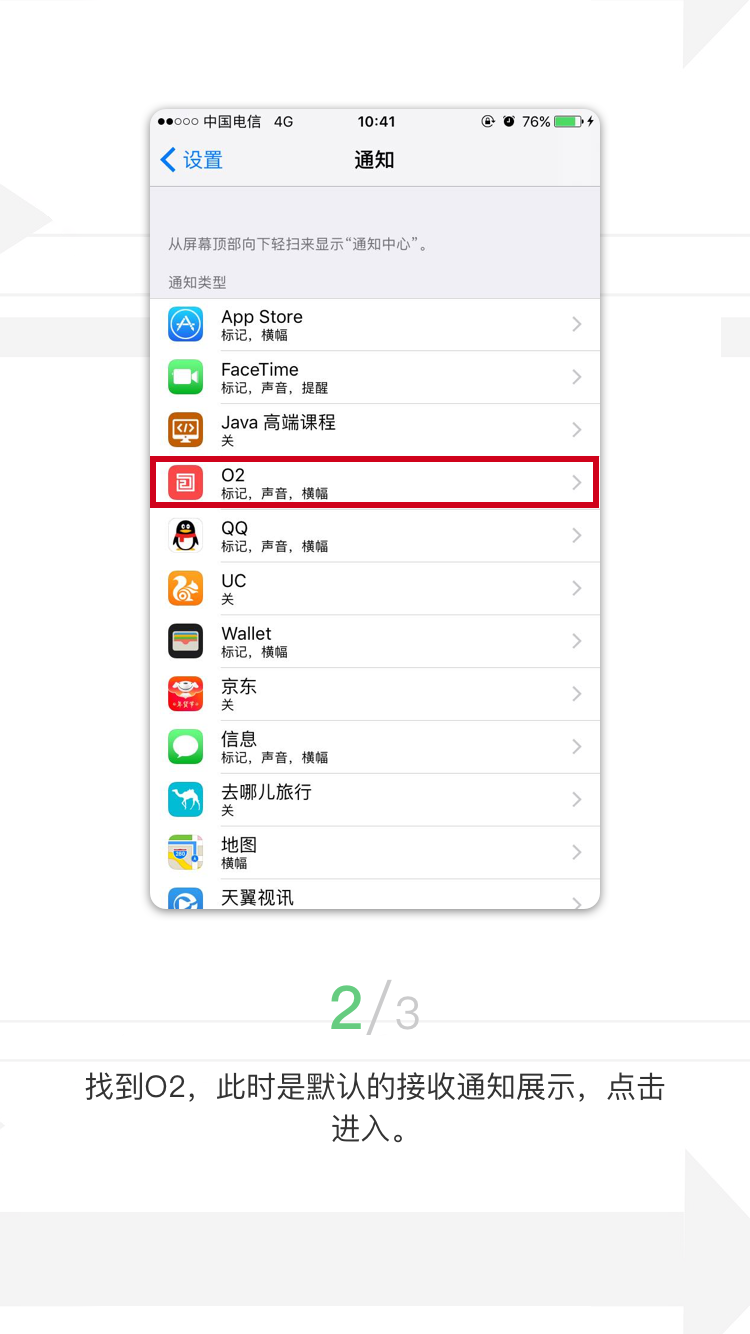 中国电信 4G 10:41 76%
设置 通知
从屏幕顶部向下轻扫来显示“通知中心”。
通知类型
App Store
标记，横幅
FaceTime
标记，声音，提醒
Java 高端课程
关
O2
标记，声音，横幅
QQ
标记，声音，横幅
UC
关
Wallet
标记，横幅
京东
关
信息
标记，声音，横幅
去哪儿旅行
关
地图
横幅
天翼视讯
2/3
找到O2，此时是默认的接收通知展示，点击
进入。